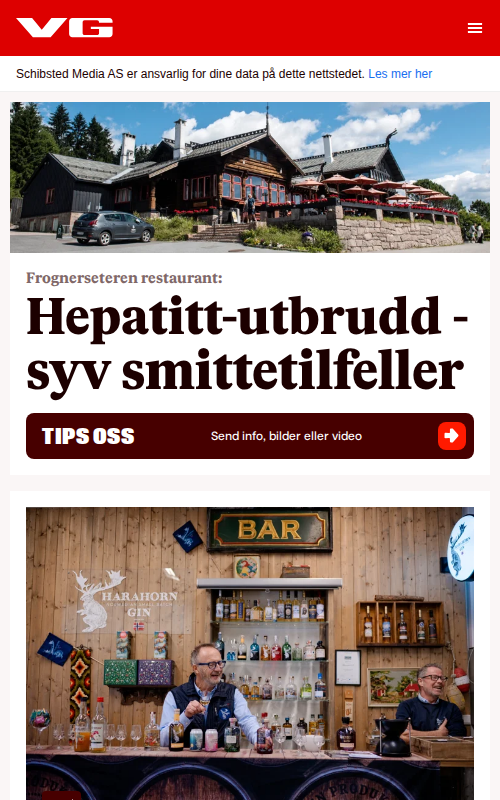 VG
Schibsted Media AS er ansvarlig for dine data på dette nettstedet. Les mer her
Frognerseteren restaurant:
Hepatitt-utbrudd -
syv smittetilfeller
TIPS OSS
Send info, bilder eller video
BAR
HARAHORN
GIN